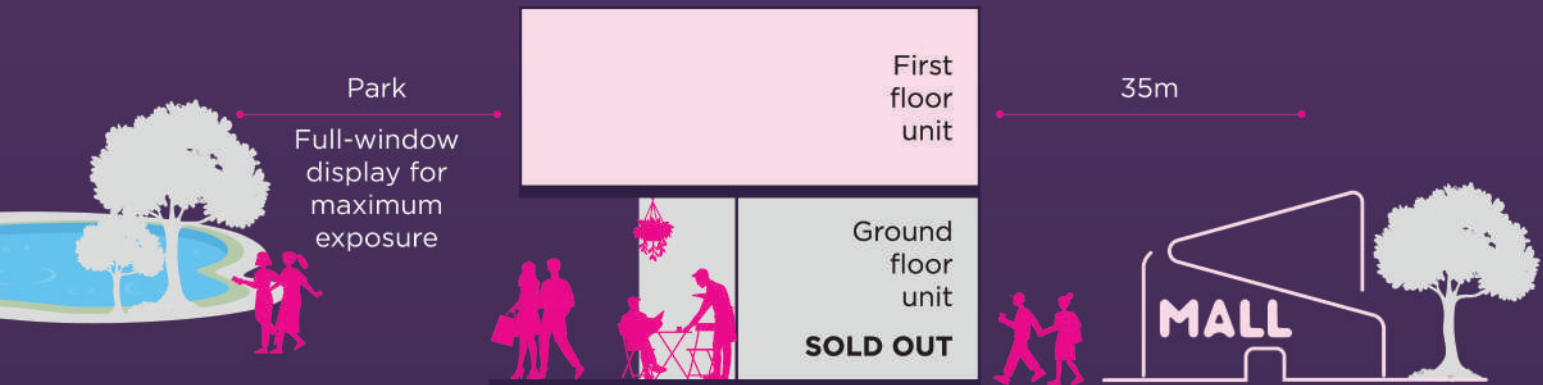 Park
Full-window
display for
maximum
exposure
First
floor
unit
Ground
floor
unit
SOLD OUT
35m
MALL